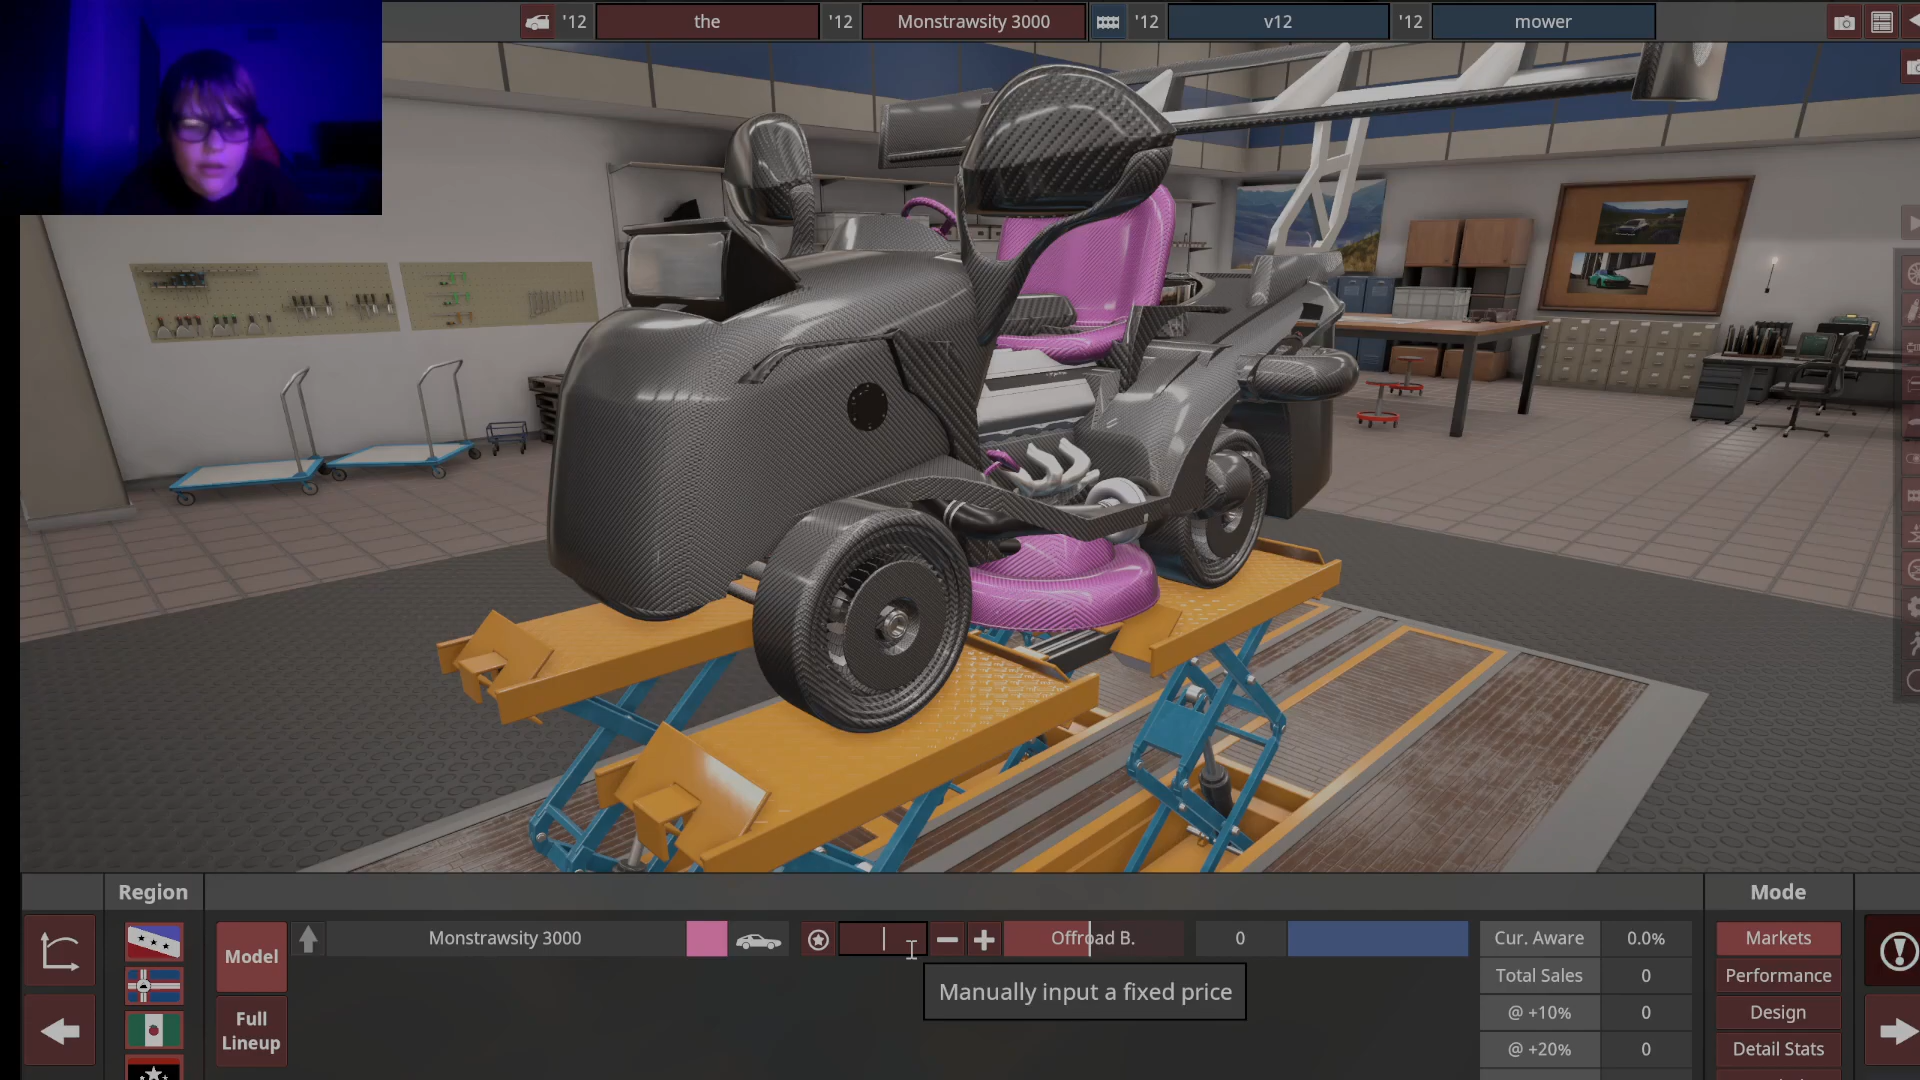 '12 the '12 Monstrawsity 3000 '12 v12 '12 mower
Region
Mode
Model
Full
Lineup
Monstrawsity 3000
Offroad B.
0
Manually input a fixed price
Cur. Aware 0.0%
Total Sales 0
@ +10% 0
@ +20% 0
Markets
Performance
Design
Detail Stats